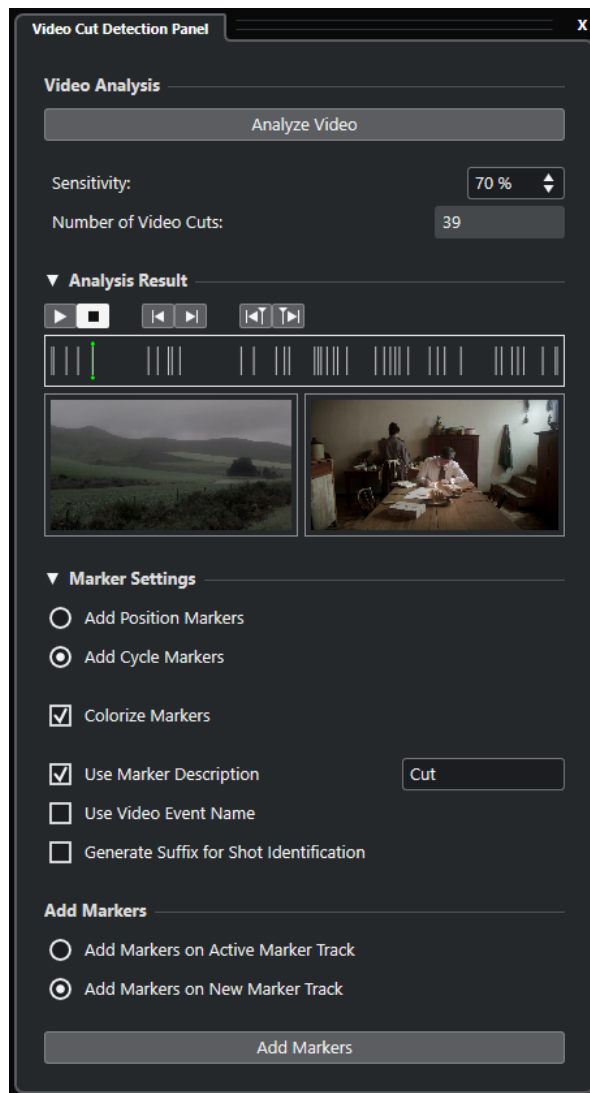 Video Cut Detection Panel
X
Video Analysis
Analyze Video
Sensitivity: 70 %
Number of Video Cuts: 39
Analysis Result
Marker Settings
Add Position Markers
Add Cycle Markers
Colorize Markers
Use Marker Description Cut
Use Video Event Name
Generate Suffix for Shot Identification
Add Markers
Add Markers on Active Marker Track
Add Markers on New Marker Track
Add Markers